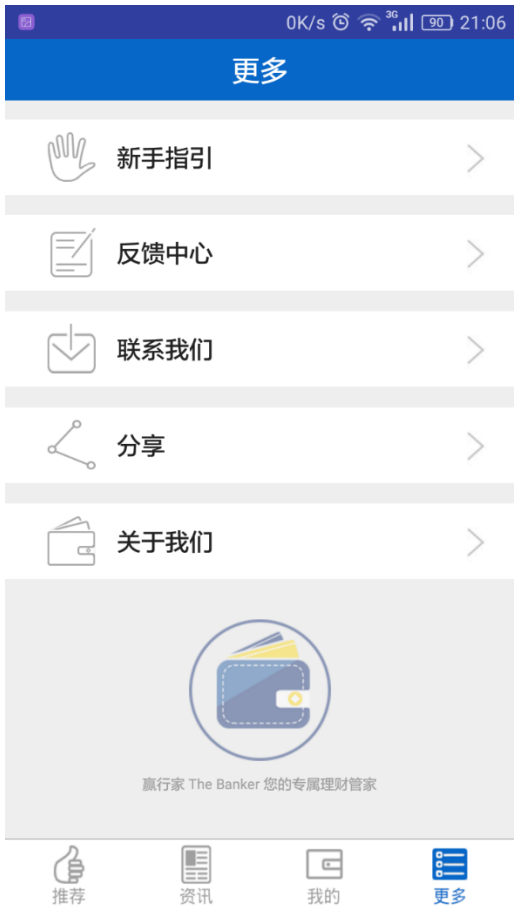 0K/s 3G 90 21:06
更多
新手指引
反馈中心
联系我们
分享
关于我们
赢行家 The Banker 您的专属理财管家
推荐 资讯 我的 更多